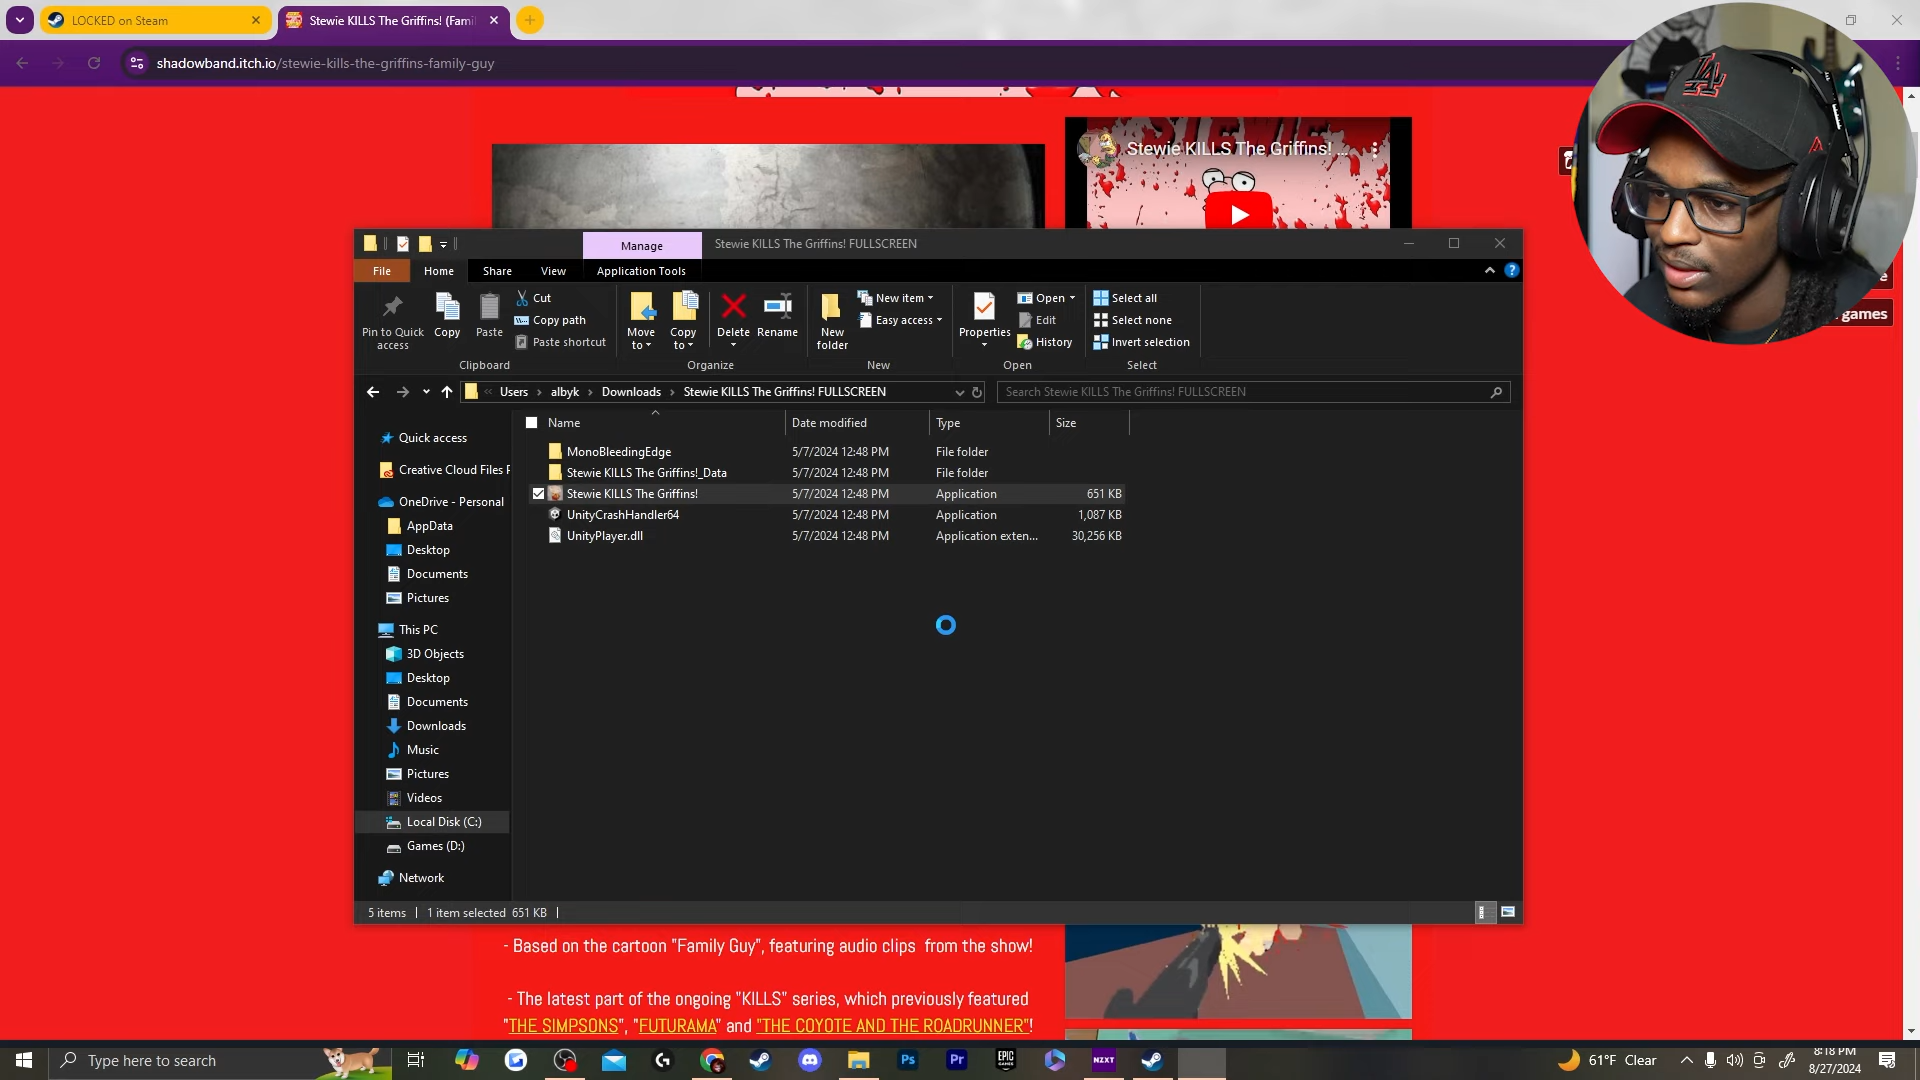 LOCKED on Steam
Stewie KILLS The Griffins! (Fami
shadowband.itch.io/stewie-kills-the-griffins-family-guy
STEWIE
Stewie KILLS The Griffins! ...
games
Manage
Stewie KILLS The Griffins! FULLSCREEN
File
Home
Share
View
Application Tools
Pin to Quick access
Copy
Paste
Cut
Copy path
Paste shortcut
Move to
Copy to
Delete
Rename
New folder
New item
Easy access
Properties
Open
Edit
History
Select all
Select none
Invert selection
Clipboard
Organize
New
Open
Select
Users
albyk
Downloads
Stewie KILLS The Griffins! FULLSCREEN
Search Stewie KILLS The Griffins! FULLSCREEN
Name Date modified Type Size
MonoBleedingEdge 5/7/2024 12:48 PM File folder
Stewie KILLS The Griffins!_Data 5/7/2024 12:48 PM File folder
Stewie KILLS The Griffins! 5/7/2024 12:48 PM Application 651 KB
UnityCrashHandler64 5/7/2024 12:48 PM Application 1,087 KB
UnityPlayer.dll 5/7/2024 12:48 PM Application exten... 30,256 KB
Quick access
Creative Cloud Files F
OneDrive - Personal
AppData
Desktop
Documents
Pictures
This PC
3D Objects
Desktop
Documents
Downloads
Music
Pictures
Videos
Local Disk (C:)
Games (D:)
Network
5 items 1 item selected 651 KB
- Based on the cartoon "Family Guy", featuring audio clips from the show!
- The latest part of the ongoing "KILLS" series, which previously featured
"THE SIMPSONS", "FUTURAMA" and "THE COYOTE AND THE ROADRUNNER"!
Type here to search
Ps
Pr
EPIC GAMES
NZXT
61°F Clear
8:18 PM
8/27/2024